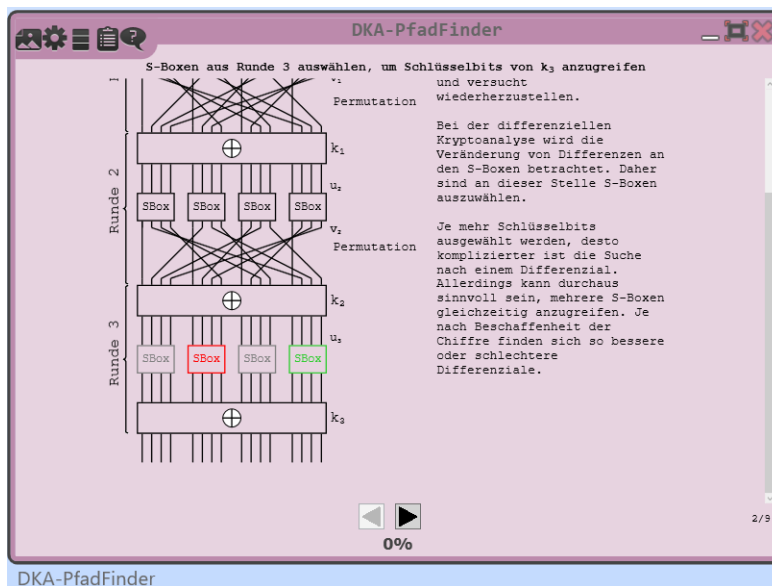 DKA-PfadFinder
S-Boxen aus Runde 3 auswählen, um Schlüsselbits von k₃ anzugreifen
Permutation
k₁
Runde 2
u₂
SBox SBox SBox SBox
v₂
Permutation
k₂
Runde 3
u₃
SBox SBox SBox SBox
k₃
und versucht
wiederherzustellen.
Bei der differenziellen
Kryptoanalyse wird die
Veränderung von Differenzen an
den S-Boxen betrachtet. Daher
sind an dieser Stelle S-Boxen
auszuwählen.
Je mehr Schlüsselbits
ausgewählt werden, desto
komplizierter ist die Suche
nach einem Differenzial.
Allerdings kann durchaus
sinnvoll sein, mehrere S-Boxen
gleichzeitig anzugreifen. Je
nach Beschaffenheit der
Chiffre finden sich so bessere
oder schlechtere
Differenziale.
2/9
0%
DKA-PfadFinder